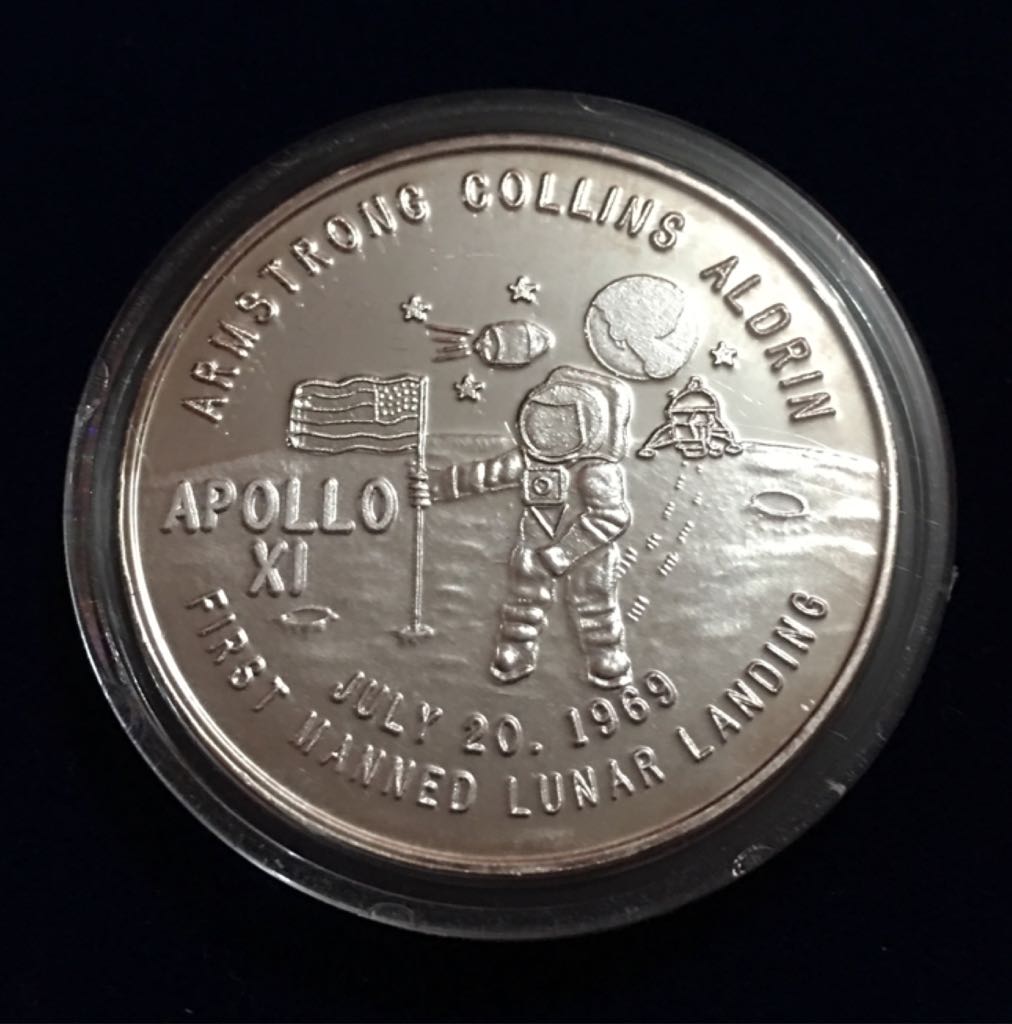 ARMSTRONG COLLINS ALDRIN
APOLLO
XI
JULY 20. 1969
FIRST MANNED LUNAR LANDING